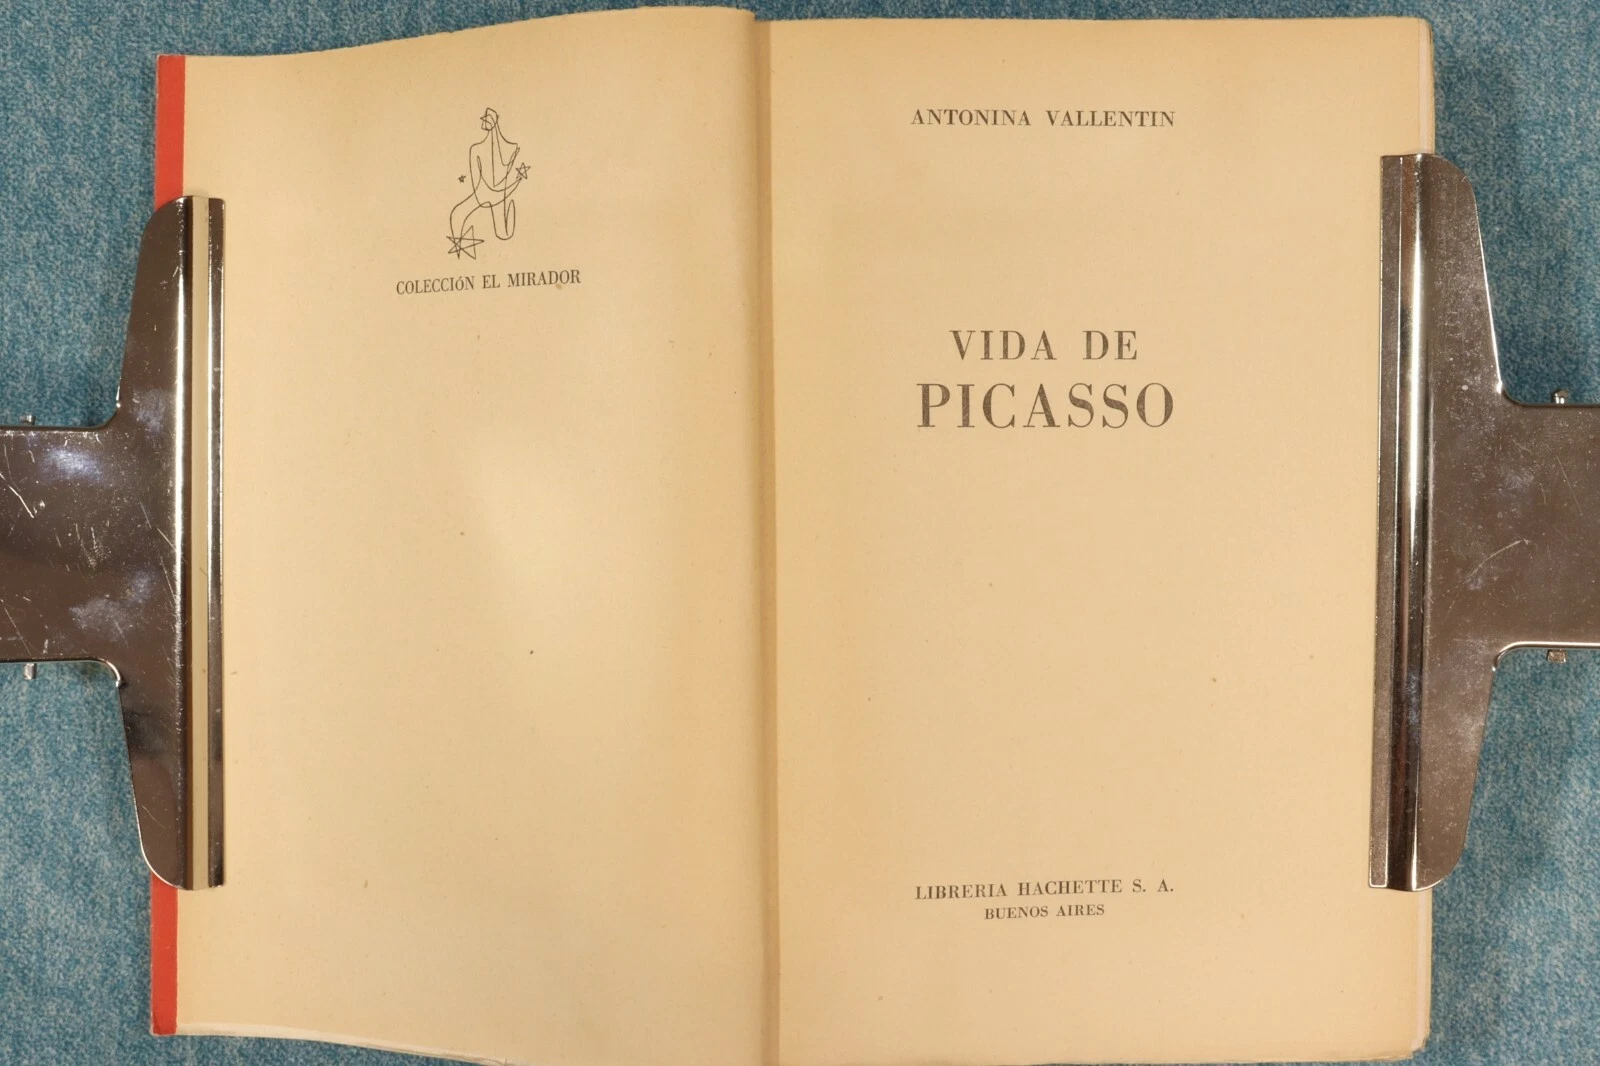 COLECCIÓN EL MIRADOR
ANTONINA VALLENTIN
VIDA DE
PICASSO
LIBRERIA HACHETTE S. A.
BUENOS AIRES